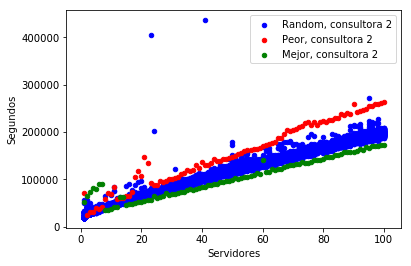 Random, consultora 2
Peor, consultora 2
Mejor, consultora 2
400000
300000
200000
100000
0
Segundos
0 20 40 60 80 100
Servidores